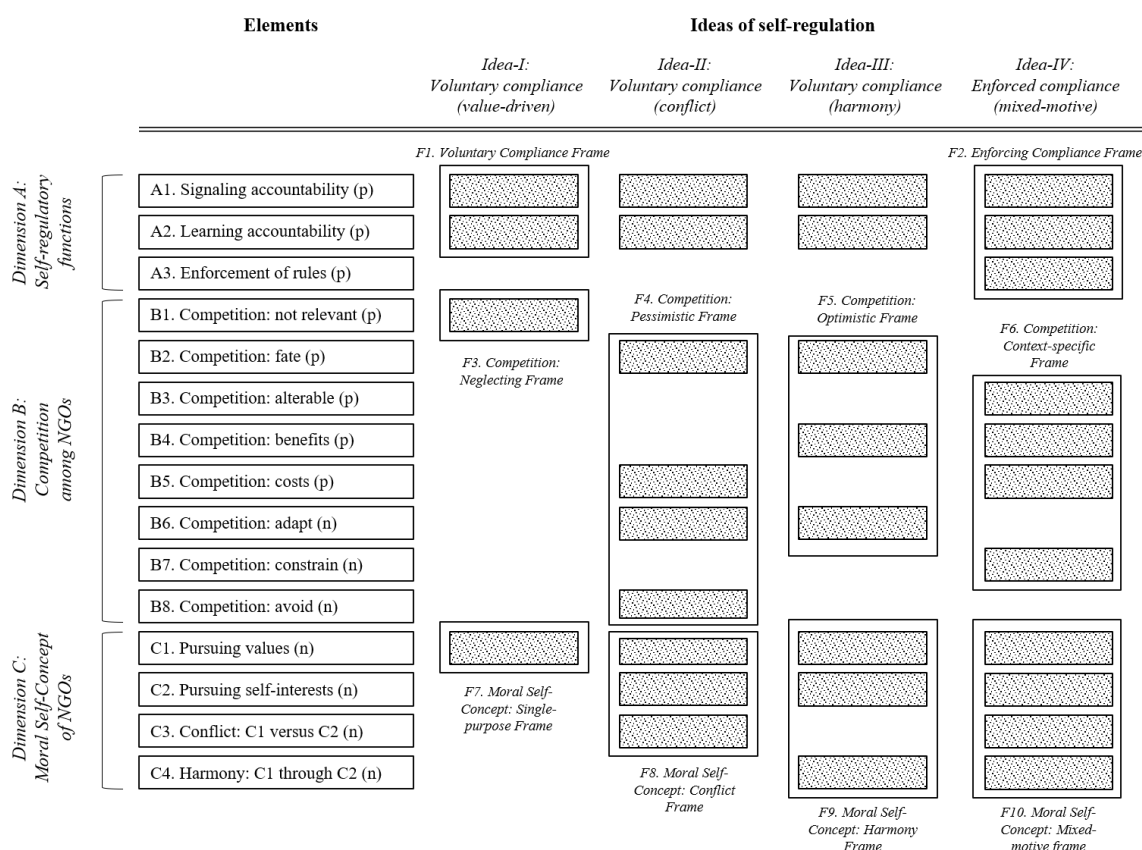 Elements
Ideas of self-regulation
Idea-I:
Voluntary compliance
(value-driven)
Idea-II:
Voluntary compliance
(conflict)
Idea-III:
Voluntary compliance
(harmony)
Idea-IV:
Enforced compliance
(mixed-motive)
F1. Voluntary Compliance Frame
F2. Enforcing Compliance Frame
Dimension A:
Self-regulatory
functions
A1. Signaling accountability (p)
A2. Learning accountability (p)
A3. Enforcement of rules (p)
Dimension B:
Competition
among NGOs
B1. Competition: not relevant (p)
B2. Competition: fate (p)
B3. Competition: alterable (p)
B4. Competition: benefits (p)
B5. Competition: costs (p)
B6. Competition: adapt (n)
B7. Competition: constrain (n)
B8. Competition: avoid (n)
F3. Competition:
Neglecting Frame
F4. Competition:
Pessimistic Frame
F5. Competition:
Optimistic Frame
F6. Competition:
Context-specific
Frame
Dimension C:
Moral Self-Concept
of NGOs
C1. Pursuing values (n)
C2. Pursuing self-interests (n)
C3. Conflict: C1 versus C2 (n)
C4. Harmony: C1 through C2 (n)
F7. Moral Self-
Concept: Single-
purpose Frame
F8. Moral Self-
Concept: Conflict
Frame
F9. Moral Self-
Concept: Harmony
Frame
F10. Moral Self-
Concept: Mixed-
motive frame